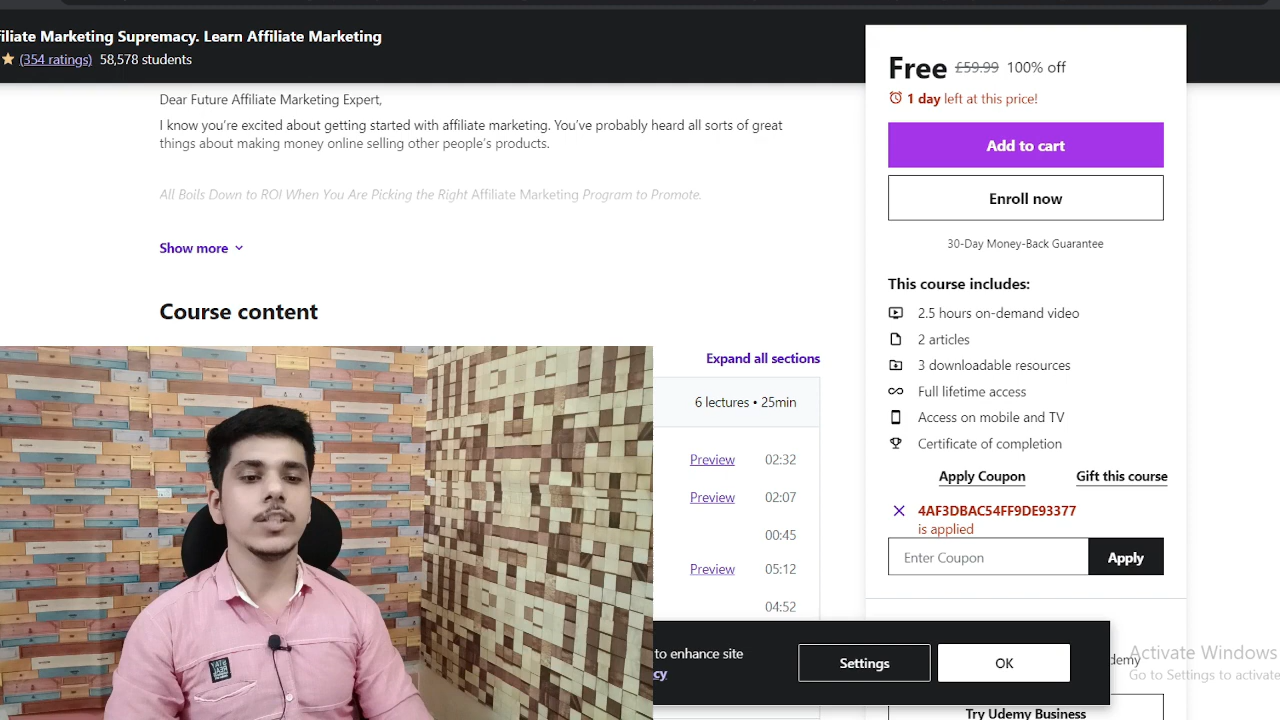 filiate Marketing Supremacy. Learn Affiliate Marketing
(354 ratings) 58,578 students
Dear Future Affiliate Marketing Expert,
I know you're excited about getting started with affiliate marketing. You've probably heard all sorts of great
things about making money online selling other people's products.
All Boils Down to ROI When You Are Picking the Right Affiliate Marketing Program to Promote.
Show more
Course content
Expand all sections
6 lectures • 25min
Preview 02:32
Preview 02:07
00:45
Preview 05:12
04:52
Free £59.99 100% off
1 day left at this price!
Add to cart
Enroll now
30-Day Money-Back Guarantee
This course includes:
2.5 hours on-demand video
2 articles
3 downloadable resources
Full lifetime access
Access on mobile and TV
Certificate of completion
Apply Coupon Gift this course
4AF3DBAC54FF9DE93377
is applied
Enter Coupon Apply
to enhance site
cy
Settings OK
demy
Try Udemy Business
Activate Windows
Go to Settings to activate